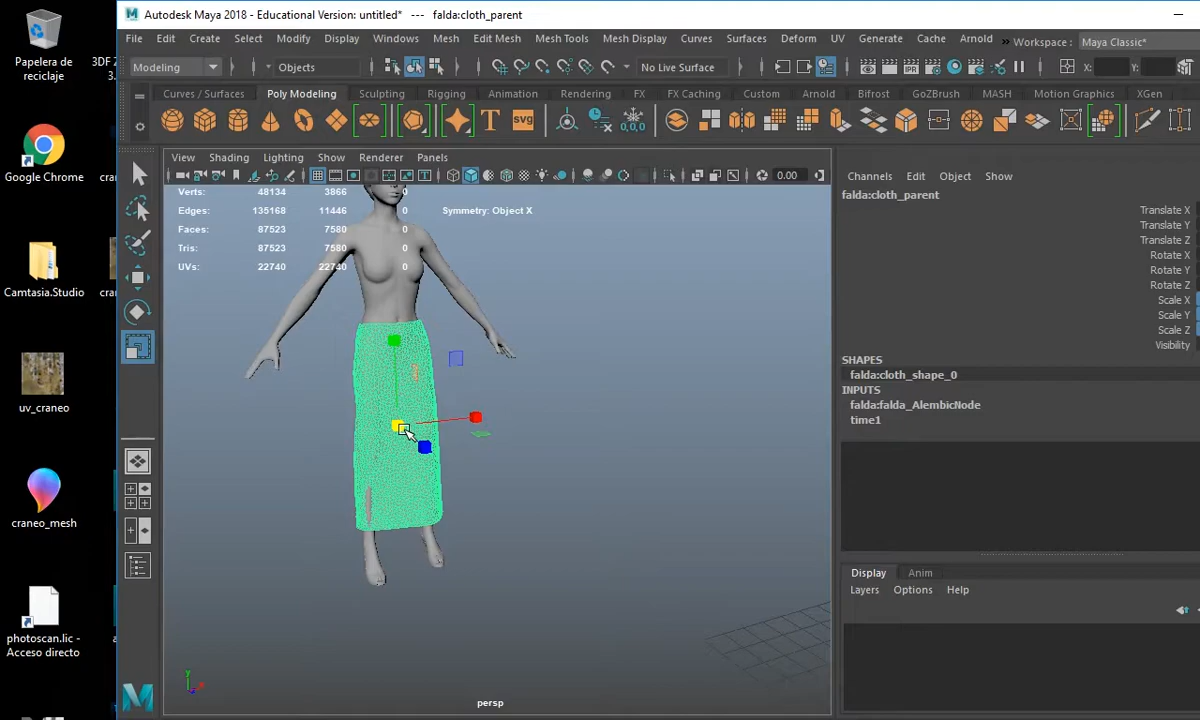 Autodesk Maya 2018 - Educational Version: untitled* --- falda:cloth_parent
File Edit Create Select Modify Display Windows Mesh Edit Mesh Mesh Tools Mesh Display Curves Surfaces Deform UV Generate Cache Arnold » Workspace : Maya Classic*
Modeling Objects No Live Surface X: Y:
Curves / Surfaces Poly Modeling Sculpting Rigging Animation Rendering FX FX Caching Custom Arnold Bifrost GoZBrush MASH Motion Graphics XGen
T SVG 0,0,0
View Shading Lighting Show Renderer Panels
0.00
Verts: 48134 3866 0
Edges: 135168 11446 0 Symmetry: Object X
Faces: 87523 7580 0
Tris: 87523 7580 0
UVs: 22740 22740 0
persp
Channels Edit Object Show
falda:cloth_parent
Translate X
Translate Y
Translate Z
Rotate X
Rotate Y
Rotate Z
Scale X
Scale Y
Scale Z
Visibility
SHAPES
falda:cloth_shape_0
INPUTS
falda:falda_AlembicNode
time1
Display Anim
Layers Options Help
Papelera de
reciclaje
Google Chrome
Camtasia.Studio
uv_craneo
craneo_mesh
photoscan.lic -
Acceso directo
3DF Z
3.